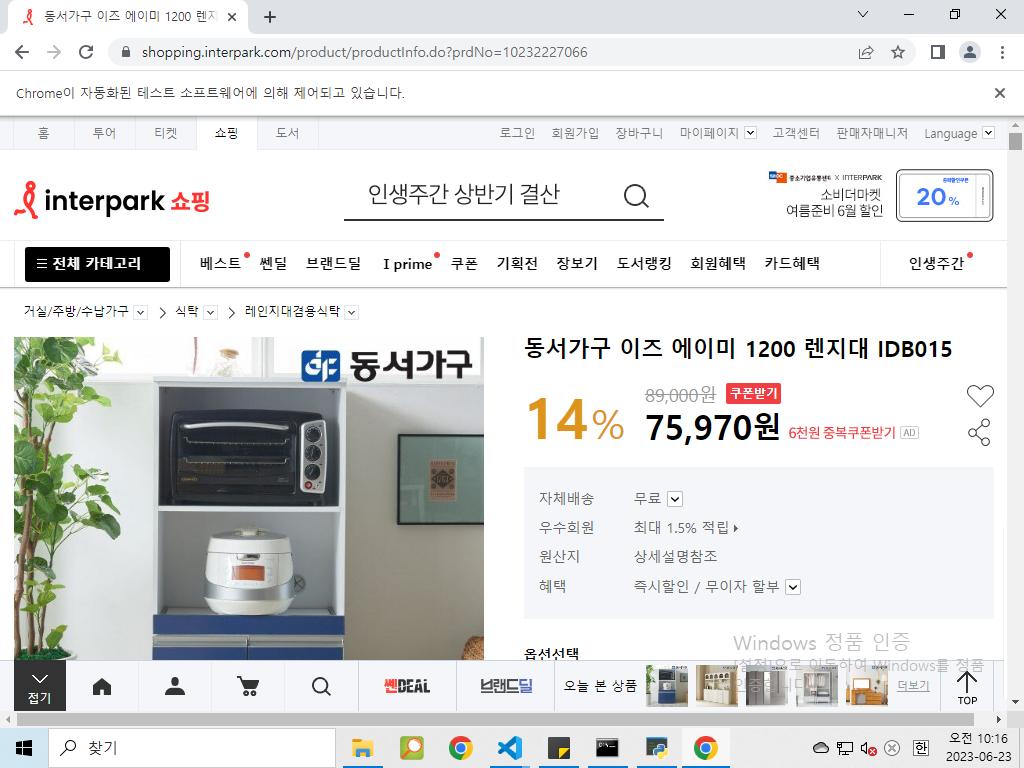 동서가구 이즈 에이미 1200 렌지
shopping.interpark.com/product/productInfo.do?prdNo=10232227066
Chrome이 자동화된 테스트 소프트웨어에 의해 제어되고 있습니다.
홈 투어 티켓 쇼핑 도서 로그인 회원가입 장바구니 마이페이지 고객센터 판매자매니저 Language
interpark 쇼핑
인생주간 상반기 결산
중소기업유통센터 X INTERPARK
소비더마켓
여름준비 6월 할인
20%
전체 카테고리 베스트 쎈딜 브랜드딜 I prime 쿠폰 기획전 장보기 도서랭킹 회원혜택 카드혜택 인생주간
거실/주방/수납가구 식탁 레인지대겸용식탁
동서가구
동서가구 이즈 에이미 1200 렌지대 IDB015
14%
89,000원 쿠폰받기
75,970원 6천원 중복쿠폰받기 AD
자체배송 무료
우수회원 최대 1.5% 적립
원산지 상세설명참조
혜택 즉시할인 / 무이자 할부
옵션선택
Windows 정품 인증
[설정]으로 이동하여 Windows를 정품
접기
쎈DEAL
브랜드딜
오늘 본 상품
더보기
TOP
찾기
한
오전 10:16
2023-06-23